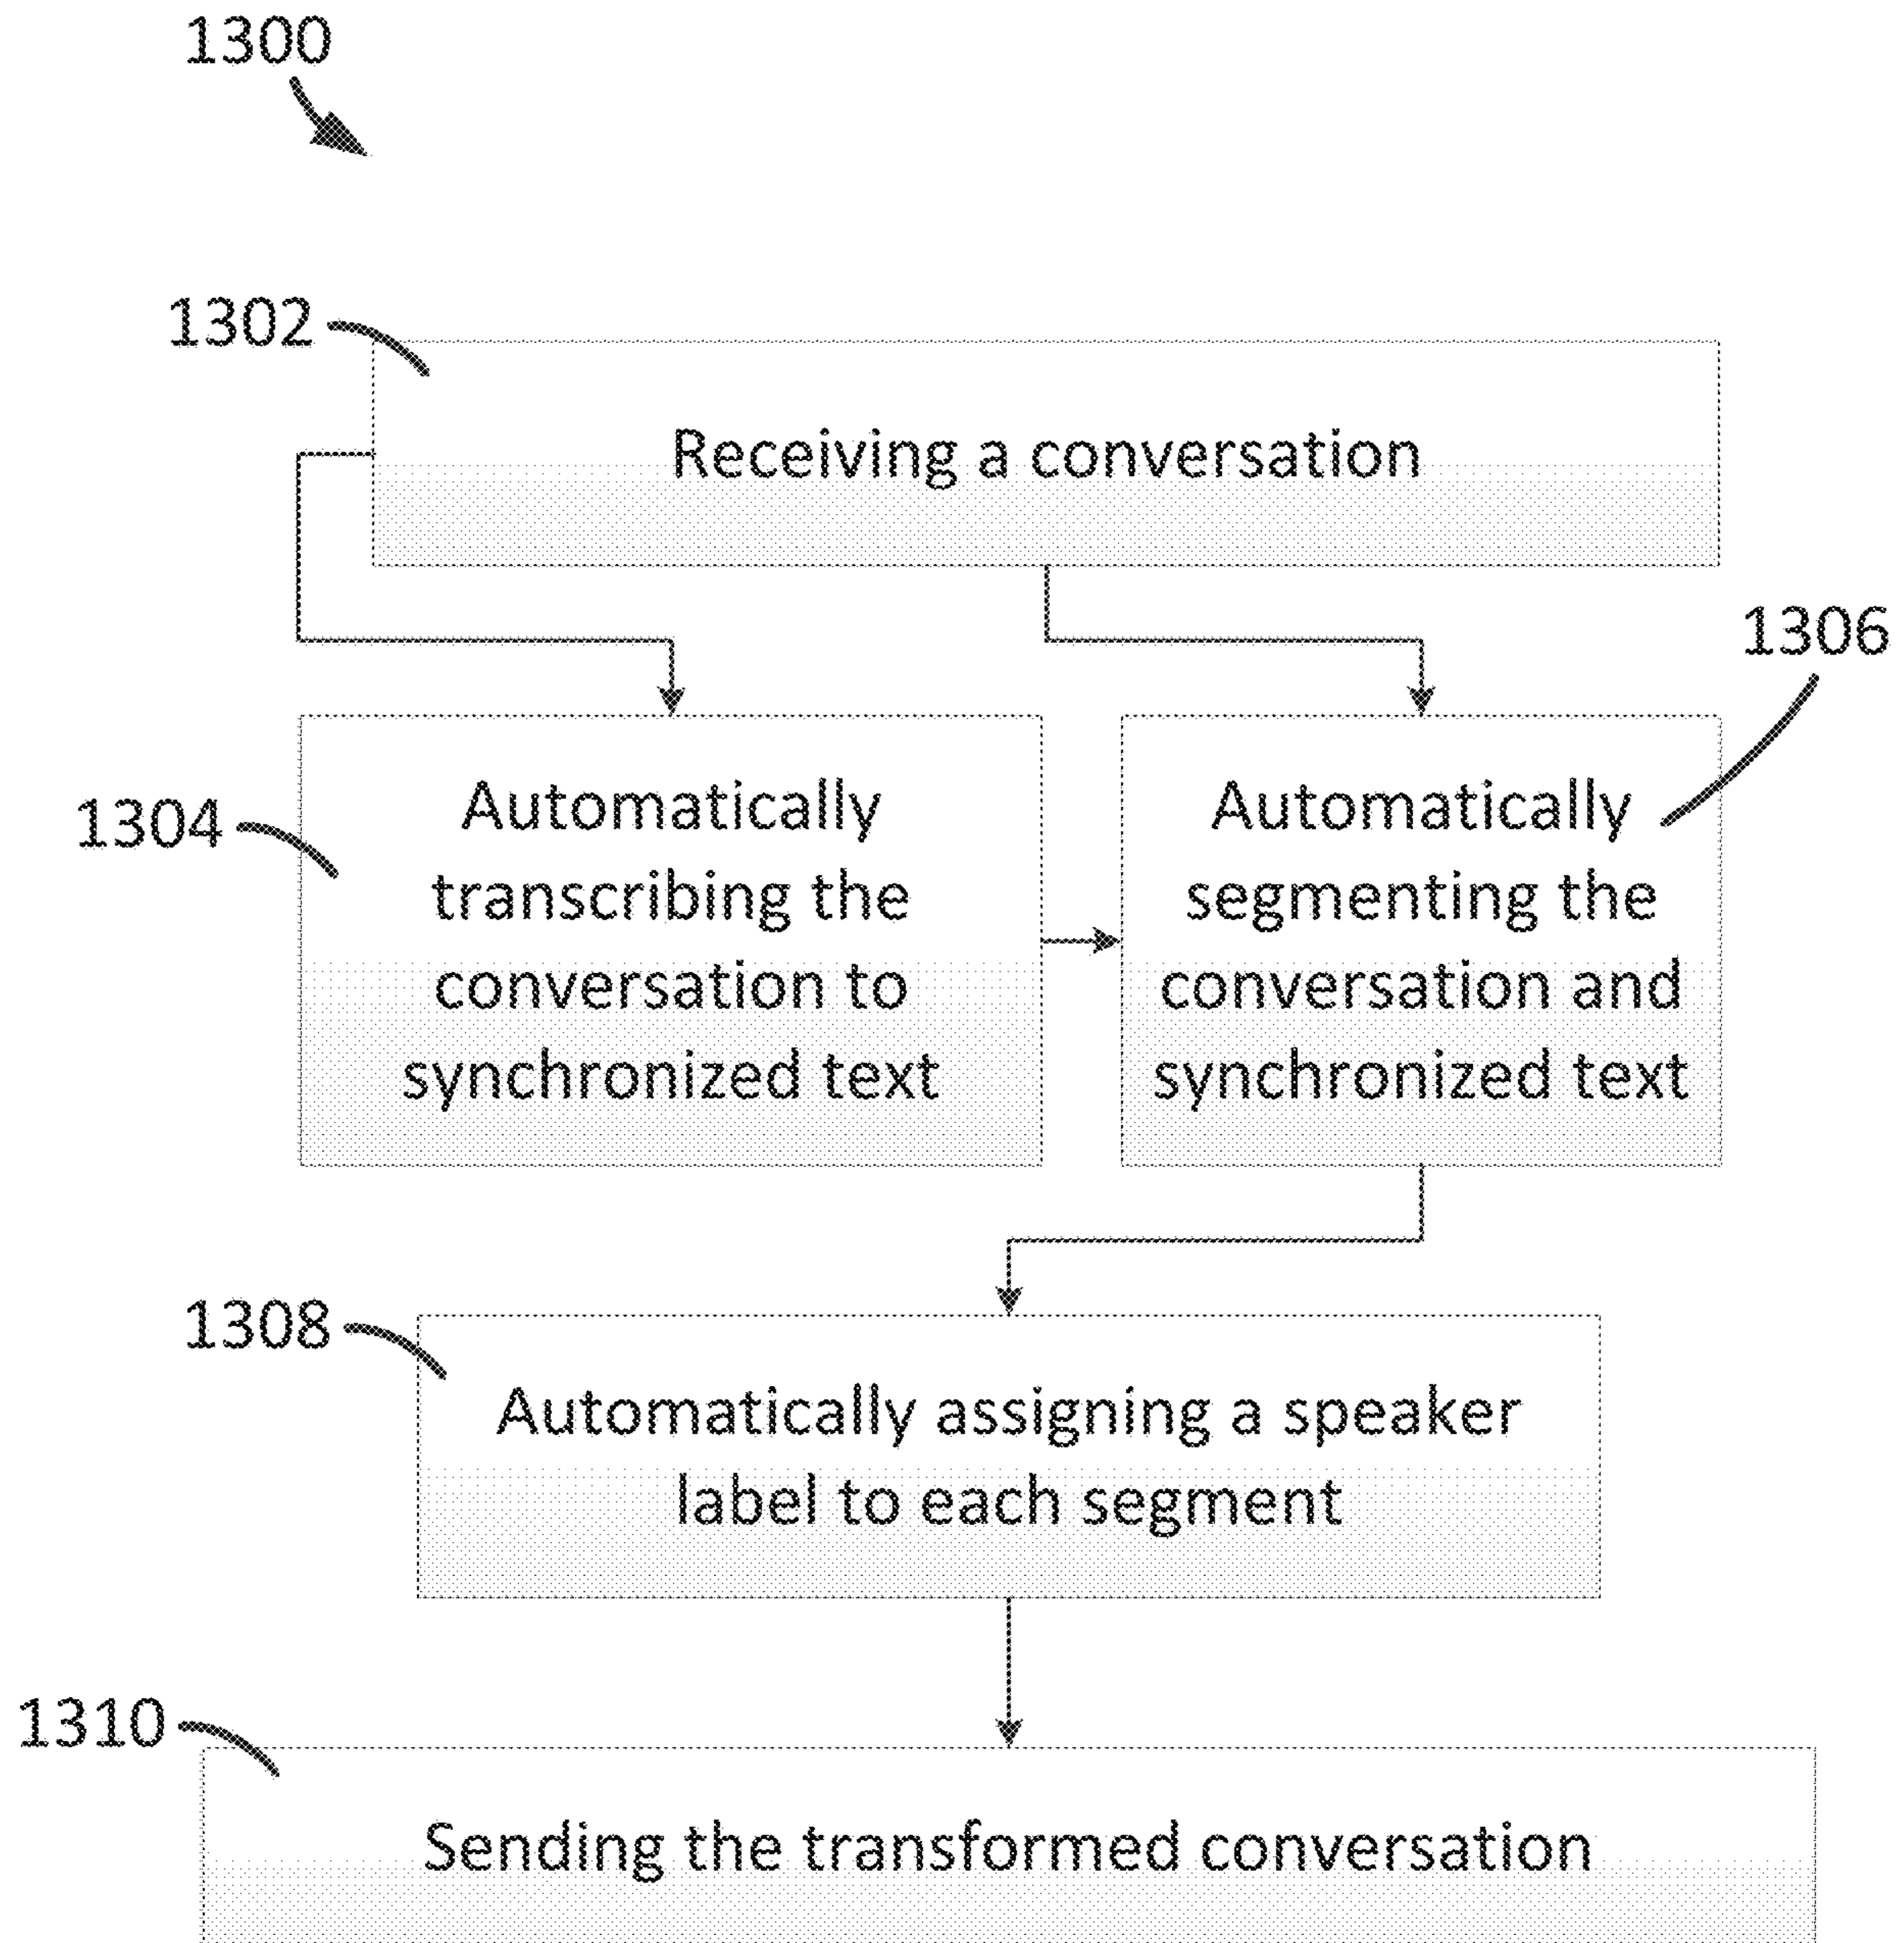 1300
1302
Receiving a conversation
1306
1304
Automatically
transcribing the
conversation to
synchronized text
Automatically
segmenting the
conversation and
synchronized text
1308
Automatically assigning a speaker
label to each segment
1310
Sending the transformed conversation